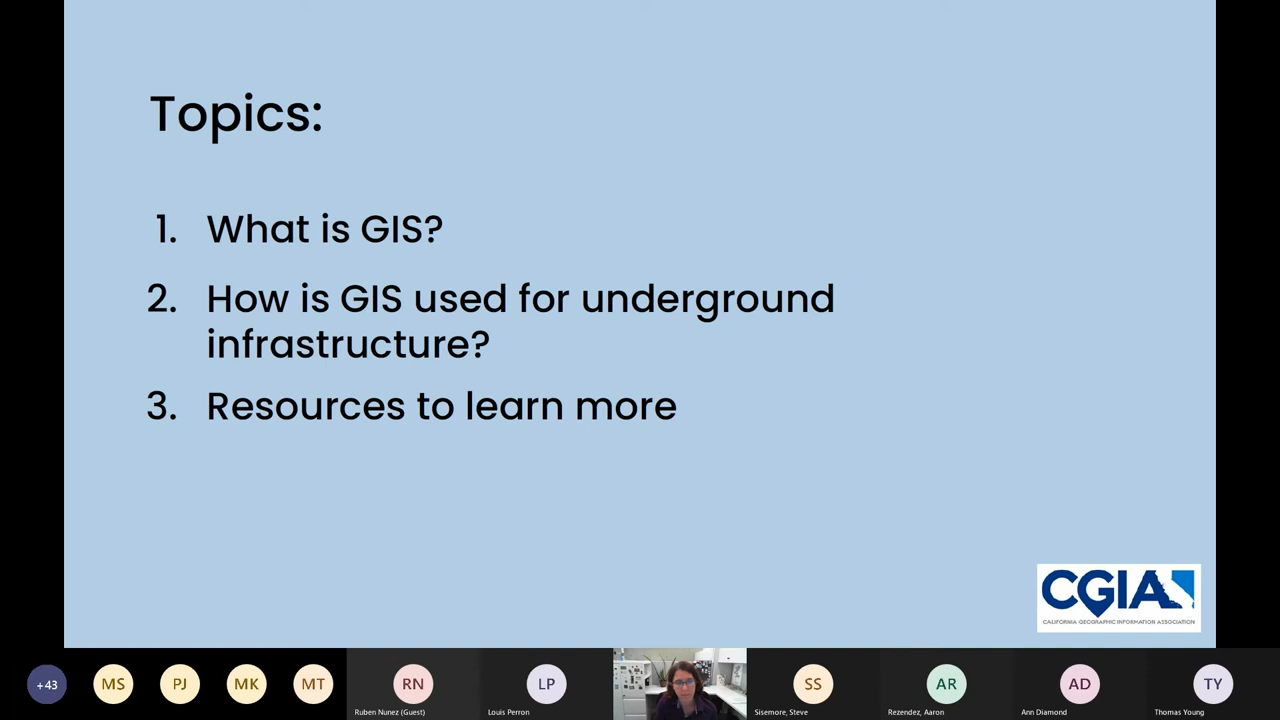 Topics:
1. What is GIS?
2. How is GIS used for underground
infrastructure?
3. Resources to learn more
CGIA
CALIFORNIA GEOGRAPHIC INFORMATION ASSOCIATION
+43
MS
PJ
MK
MT
RN
LP
SS
AR
AD
TY
Ruben Nunez (Guest)
Louis Perron
Sisemore, Steve
Rezendez, Aaron
Ann Diamond
Thomas Young